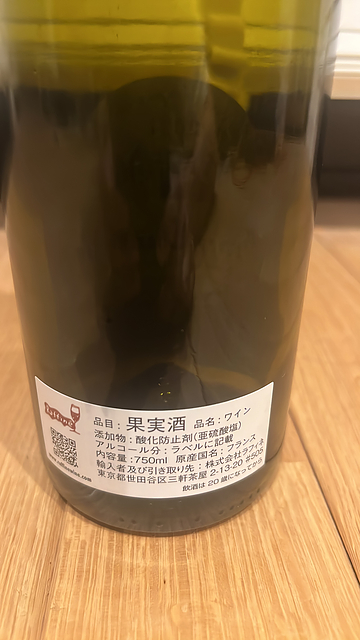 品目：果実酒 品名：ワイン
添加物：酸化防止剤(亜硫酸塩)
アルコール分：ラベルに記載
内容量：750ml 原産国名：フランス
輸入者及び引き取り先：株式会社ラフィネ
東京都世田谷区三軒茶屋 2-13-20 #505
飲酒は20歳になってから